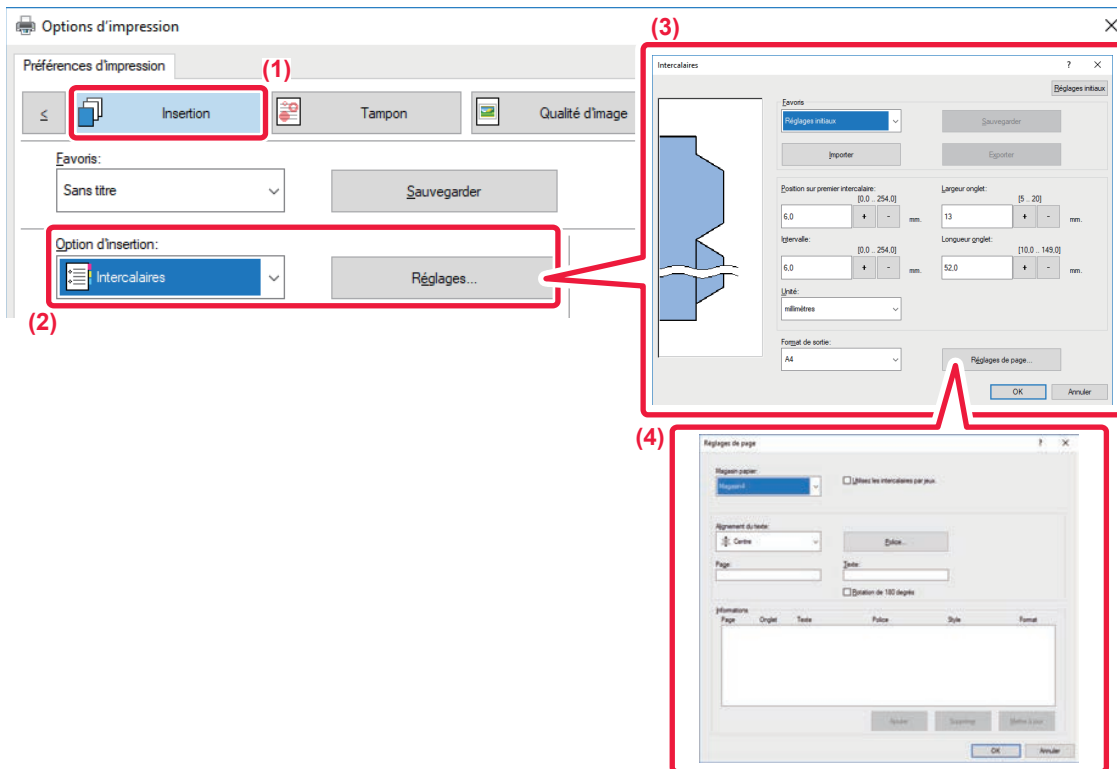 Options d'impression
Préférences d'impression
(1)
<
Insertion
Tampon
Qualité d'image
Favoris:
Sans titre
Sauvegarder
Option d'insertion:
Intercalaires
Réglages...
(2)
(3)
Intercalaires
?
Réglages initiaux
Favoris
Réglages initiaux
Sauvegarder
Importer
Exporter
Position sur premier intercalaire:
[0,0 .. 254,0]
6,0 + - mm.
Largeur onglet:
[5 .. 20]
13 + - mm.
Intervalle:
[0,0 .. 254,0]
6,0 + - mm.
Longueur onglet:
[10,0 .. 149,0]
52,0 + - mm.
Unité:
millimètres
Format de sortie:
A4
Réglages de page...
OK Annuler
(4)
Réglages de page
?
Magasin papier:
Magasin4
Utilisez les intercalaires par jeux.
Alignement du texte:
Centre
Police...
Page:
Texte:
Rotation de 180 degrés
Informations
Page Onglet Texte Police Style Format
Ajouter Supprimer Mettre à jour
OK Annuler